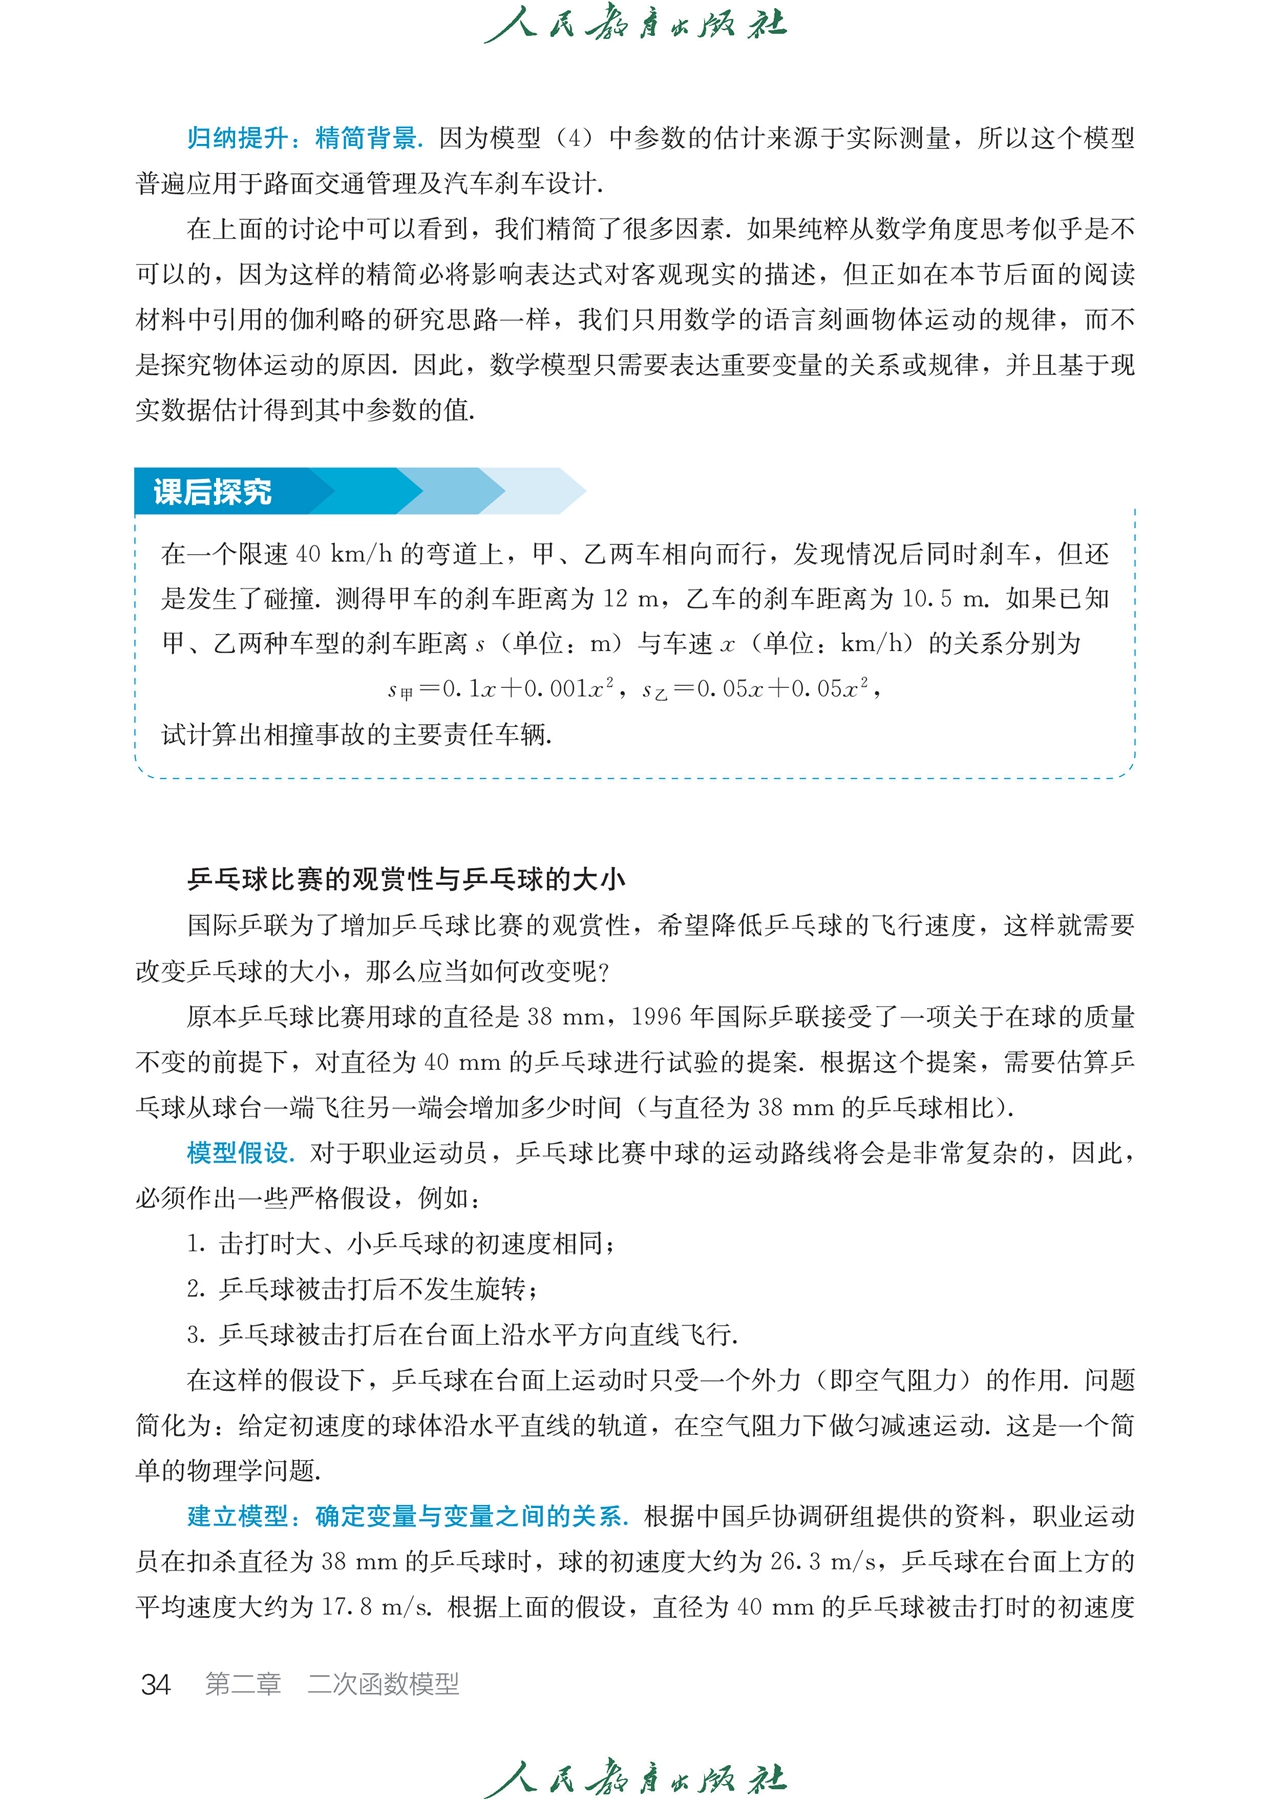 人民教育出版社
归纳提升：精简背景. 因为模型（4）中参数的估计来源于实际测量，所以这个模型
普遍应用于路面交通管理及汽车刹车设计.
在上面的讨论中可以看到，我们精简了很多因素. 如果纯粹从数学角度思考似乎是不
可以的，因为这样的精简必将影响表达式对客观现实的描述，但正如在本节后面的阅读
材料中引用的伽利略的研究思路一样，我们只用数学的语言刻画物体运动的规律，而不
是探究物体运动的原因. 因此，数学模型只需要表达重要变量的关系或规律，并且基于现
实数据估计得到其中参数的值.
课后探究
在一个限速 40 km/h 的弯道上，甲、乙两车相向而行，发现情况后同时刹车，但还
是发生了碰撞. 测得甲车的刹车距离为 12 m，乙车的刹车距离为 10.5 m. 如果已知
甲、乙两种车型的刹车距离 s（单位：m）与车速 x（单位：km/h）的关系分别为
s甲=0.1x+0.001x²，s乙=0.05x+0.05x²，
试计算出相撞事故的主要责任车辆.
乒乓球比赛的观赏性与乒乓球的大小
国际乒联为了增加乒乓球比赛的观赏性，希望降低乒乓球的飞行速度，这样就需要
改变乒乓球的大小，那么应当如何改变呢?
原本乒乓球比赛用球的直径是 38 mm，1996 年国际乒联接受了一项关于在球的质量
不变的前提下，对直径为 40 mm 的乒乓球进行试验的提案. 根据这个提案，需要估算乒
乓球从球台一端飞往另一端会增加多少时间（与直径为 38 mm 的乒乓球相比）.
模型假设. 对于职业运动员，乒乓球比赛中球的运动路线将会是非常复杂的，因此，
必须作出一些严格假设，例如：
1. 击打时大、小乒乓球的初速度相同；
2. 乒乓球被击打后不发生旋转；
3. 乒乓球被击打后在台面上沿水平方向直线飞行.
在这样的假设下，乒乓球在台面上运动时只受一个外力（即空气阻力）的作用. 问题
简化为：给定初速度的球体沿水平直线的轨道，在空气阻力下做匀减速运动. 这是一个简
单的物理学问题.
建立模型：确定变量与变量之间的关系. 根据中国乒协调研组提供的资料，职业运动
员在扣杀直径为 38 mm 的乒乓球时，球的初速度大约为 26.3 m/s，乒乓球在台面上方的
平均速度大约为 17.8 m/s. 根据上面的假设，直径为 40 mm 的乒乓球被击打时的初速度
34 第二章 二次函数模型
人民教育出版社